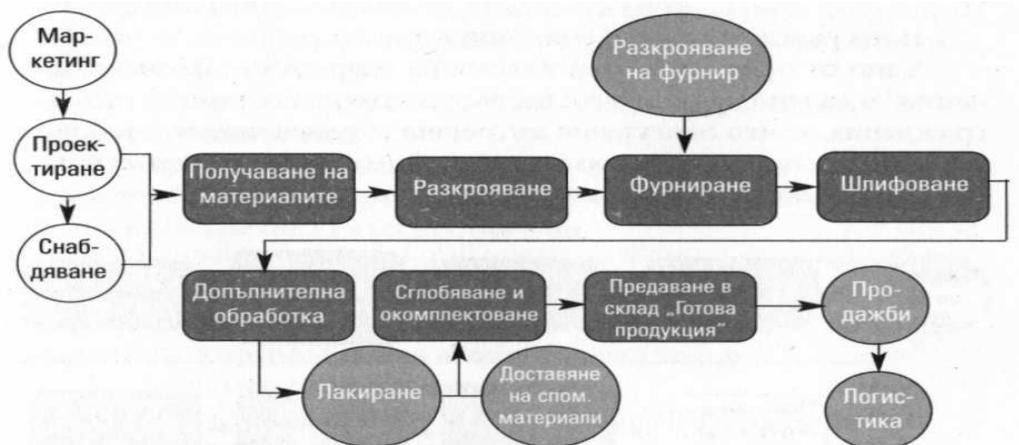 Мар-
кетинг
Разкрояване
на фурнир
Проек-
тиране
Получаване на
материалите
Разкрояване
Фурниране
Шлифоване
Снаб-
дяване
Допълнителна
обработка
Сглобяване и
окомплектоване
Предаване в
склад „Готова
продукция"
Про-
дажби
Лакиране
Доставяне
на спом.
материали
Логис-
тика